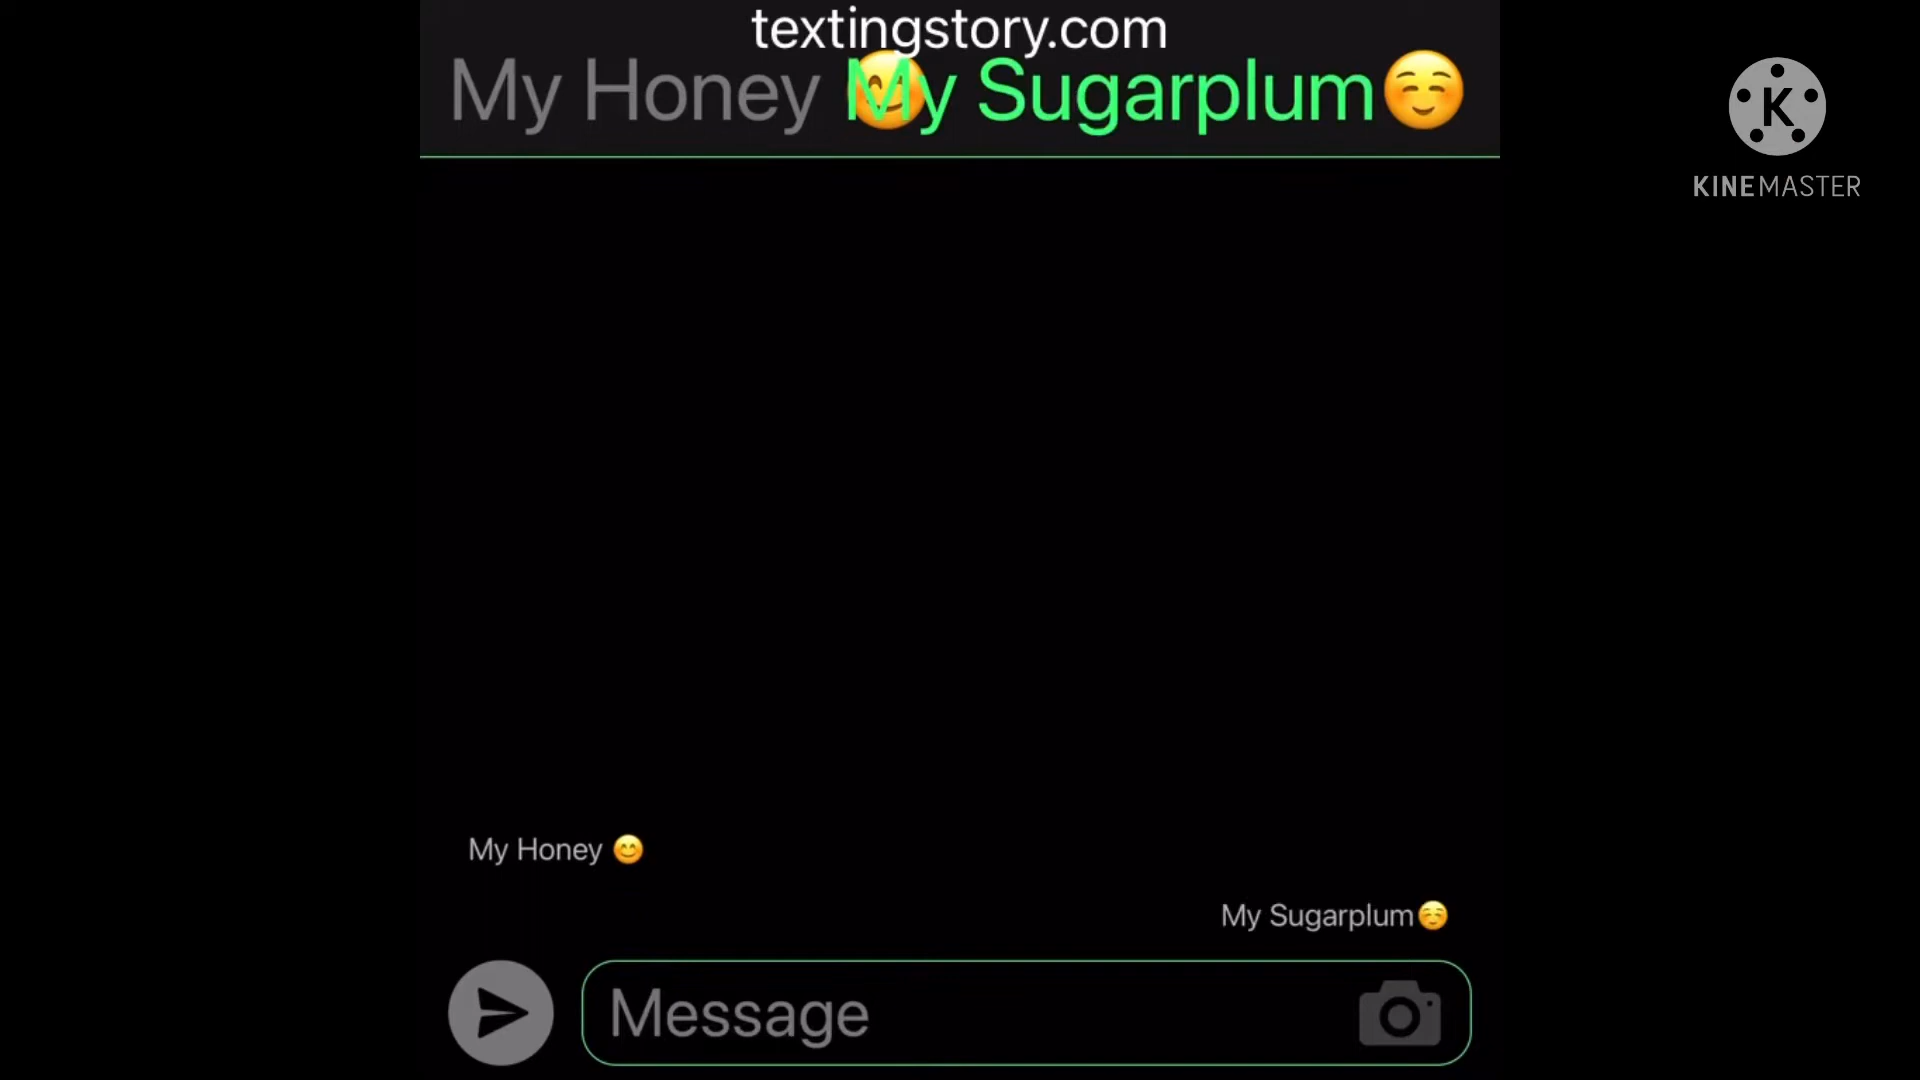 textingstory.com
My Honey 😊 My Sugarplum☺️
K
KINEMASTER
My Honey 😊
My Sugarplum☺️
Message